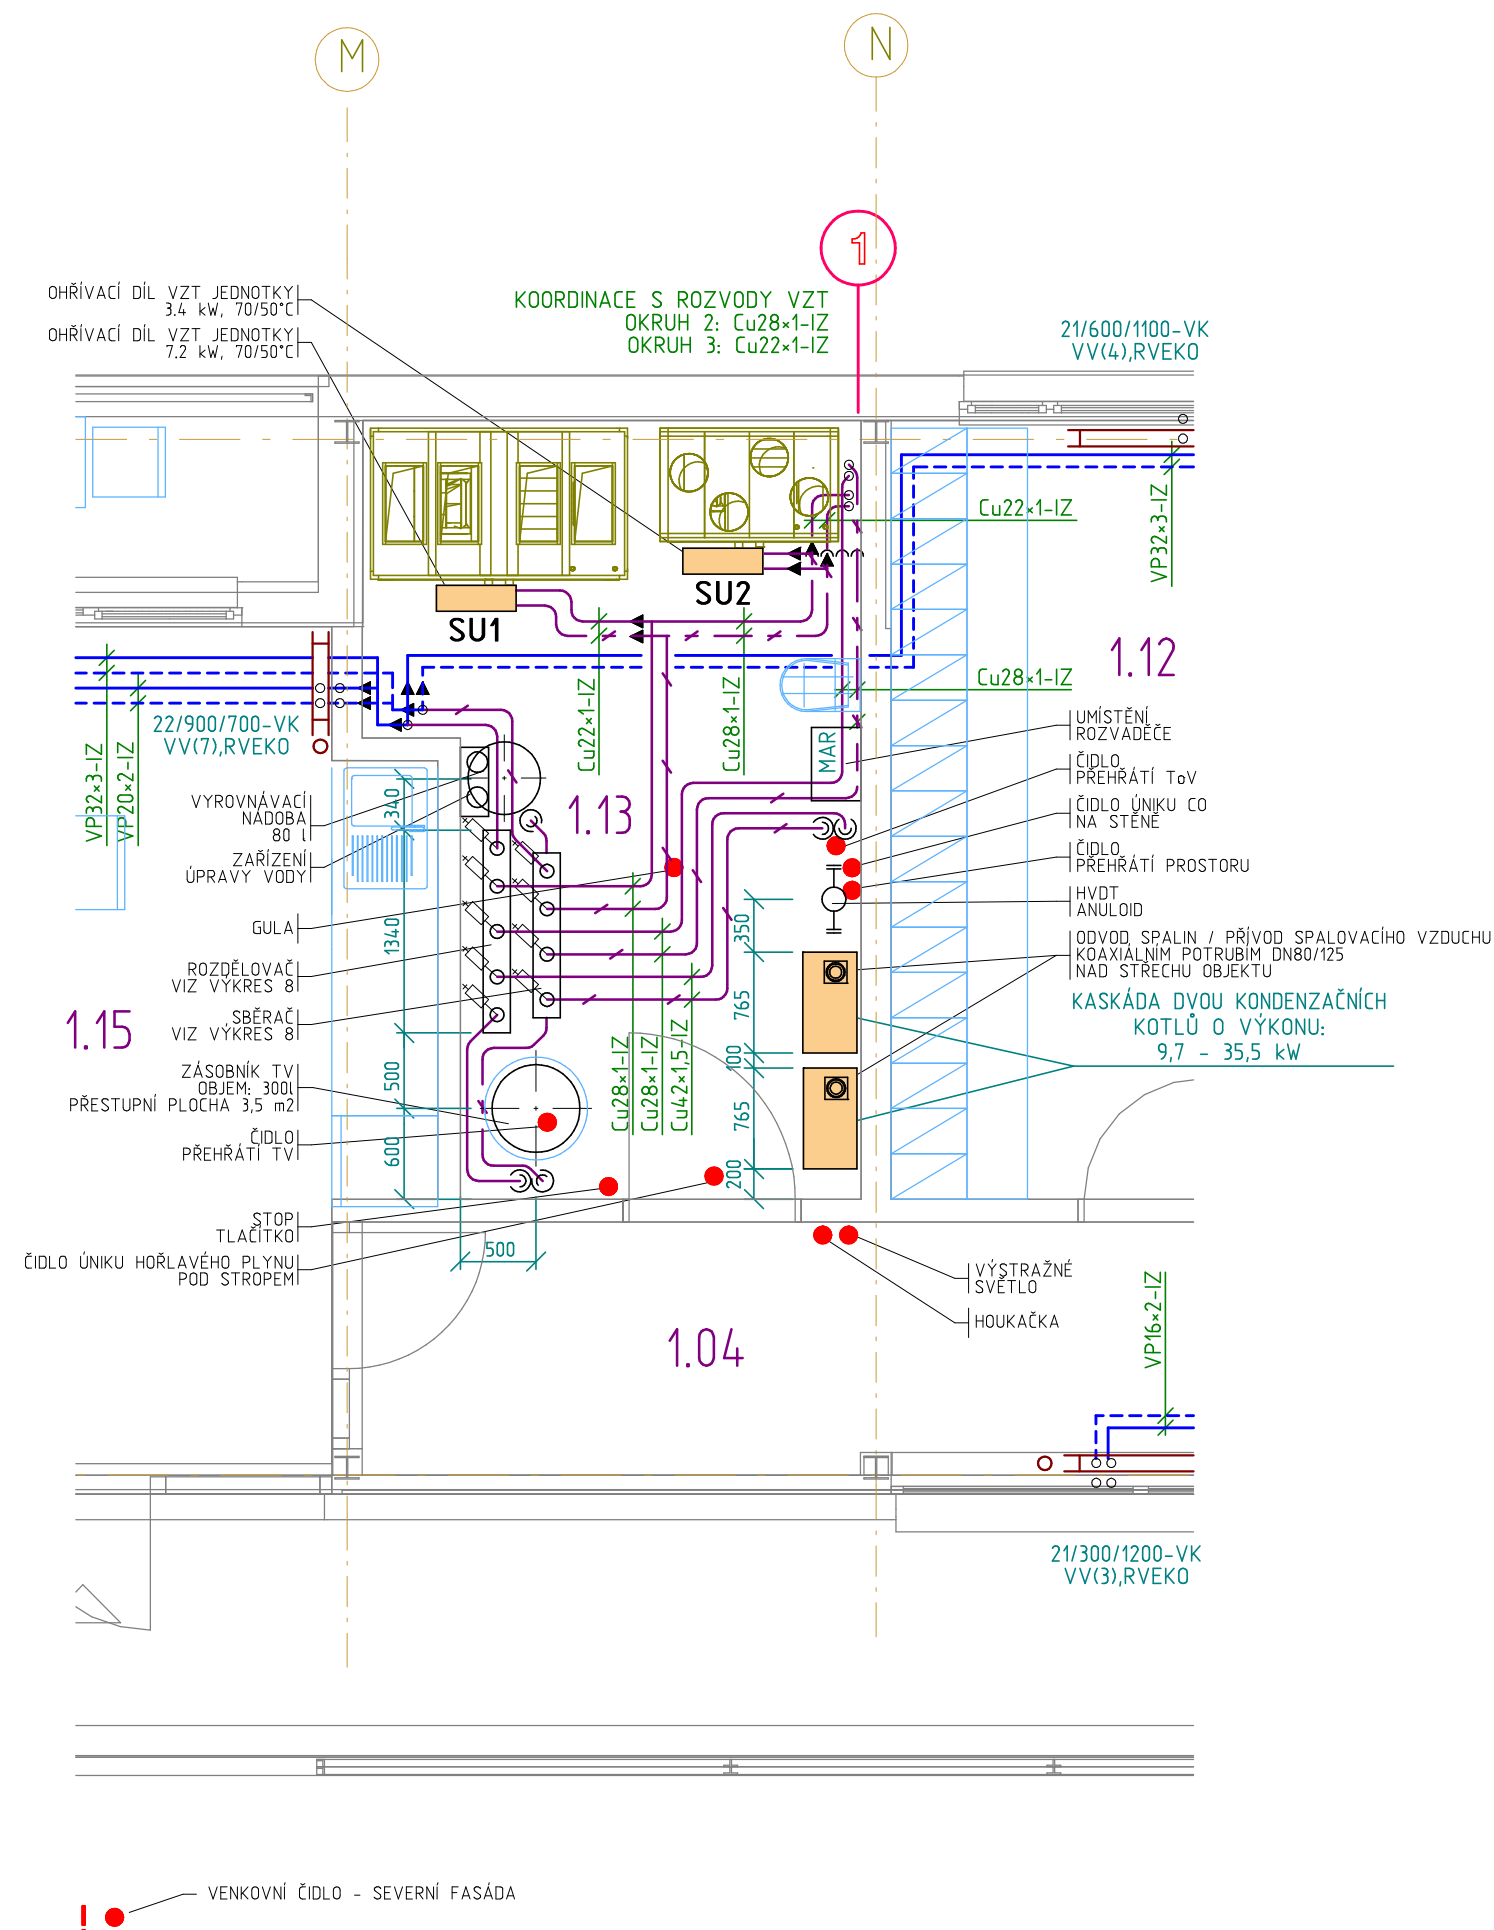 M
N
1
OHŘÍVACÍ DÍL VZT JEDNOTKY
3.4 kW, 70/50°C
OHŘÍVACÍ DÍL VZT JEDNOTKY
7.2 kW, 70/50°C
KOORDINACE S ROZVODY VZT
OKRUH 2: Cu28×1-IZ
OKRUH 3: Cu22×1-IZ
21/600/1100-VK
VV(4),RVEKO
Cu22×1-IZ
VP32×3-IZ
SU2
SU1
1.12
Cu28×1-IZ
Cu22×1-IZ
Cu28×1-IZ
22/900/700-VK
VV(7),RVEKO
VP32×3-IZ
VP20×2-IZ
MAR
UMÍSTĚNÍ
ROZVADĚČE
ČIDLO
PŘEHŘÁTÍ ToV
ČIDLO ÚNIKU CO
NA STĚNĚ
ČIDLO
PŘEHŘÁTÍ PROSTORU
HVDT
ANULOID
ODVOD SPALIN / PŘÍVOD SPALOVACÍHO VZDUCHU
KOAXIÁLNÍM POTRUBÍM DN80/125
NAD STŘECHU OBJEKTU
KASKÁDA DVOU KONDENZAČNÍCH
KOTLŮ O VÝKONU:
9,7 - 35,5 kW
VYROVNÁVACÍ
NÁDOBA
80 l
ZAŘÍZENÍ
ÚPRAVY VODY
GULA
ROZDĚLOVAČ
VIZ VÝKRES 8
SBĚRAČ
VIZ VÝKRES 8
ZÁSOBNÍK TV
OBJEM: 300l
PŘESTUPNÍ PLOCHA 3,5 m2
ČIDLO
PŘEHŘÁTÍ TV
STOP
TLAČÍTKO
ČIDLO ÚNIKU HOŘLAVÉHO PLYNU
POD STROPEM
1.13
1.15
340
1340
500
600
500
350
765
100
765
200
Cu28×1-IZ
Cu28×1-IZ
Cu42×1,5-IZ
VÝSTRAŽNÉ
SVĚTLO
HOUKAČKA
1.04
VP16×2-IZ
21/300/1200-VK
VV(3),RVEKO
VENKOVNÍ ČIDLO - SEVERNÍ FASÁDA
!